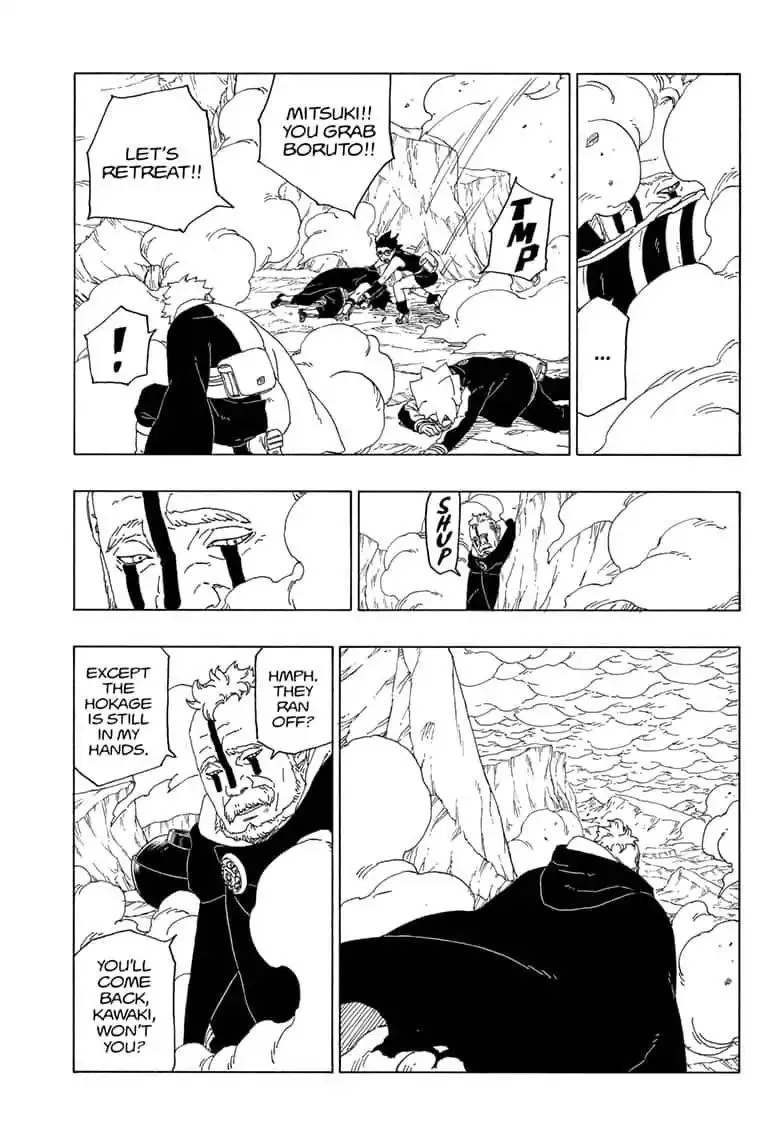 ...
TMP
MITSUKI!!
YOU GRAB
BORUTO!!
LET'S
RETREAT!!
!
SHUP
HMPH.
THEY
RAN
OFF?
EXCEPT
THE
HOKAGE
IS STILL
IN MY
HANDS.
YOU'LL
COME
BACK,
KAWAKI,
WON'T
YOU?